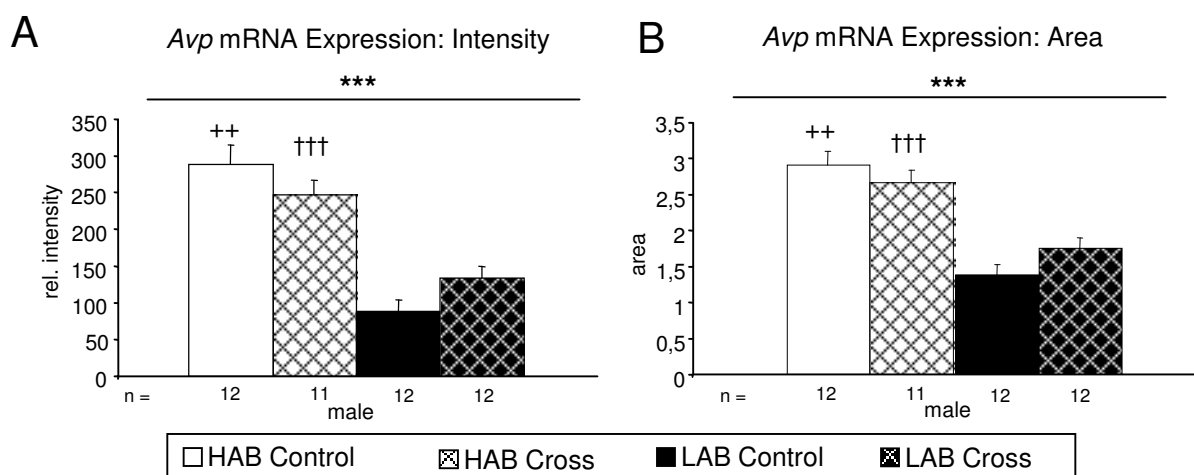 A
Avp mRNA Expression: Intensity
***
rel. intensity
350
300
250
200
150
100
50
0
++
†††
n =
12
11
12
12
male
B
Avp mRNA Expression: Area
***
area
3,5
3
2,5
2
1,5
1
0,5
0
++
†††
n =
12
11
12
12
male
HAB Control
HAB Cross
LAB Control
LAB Cross